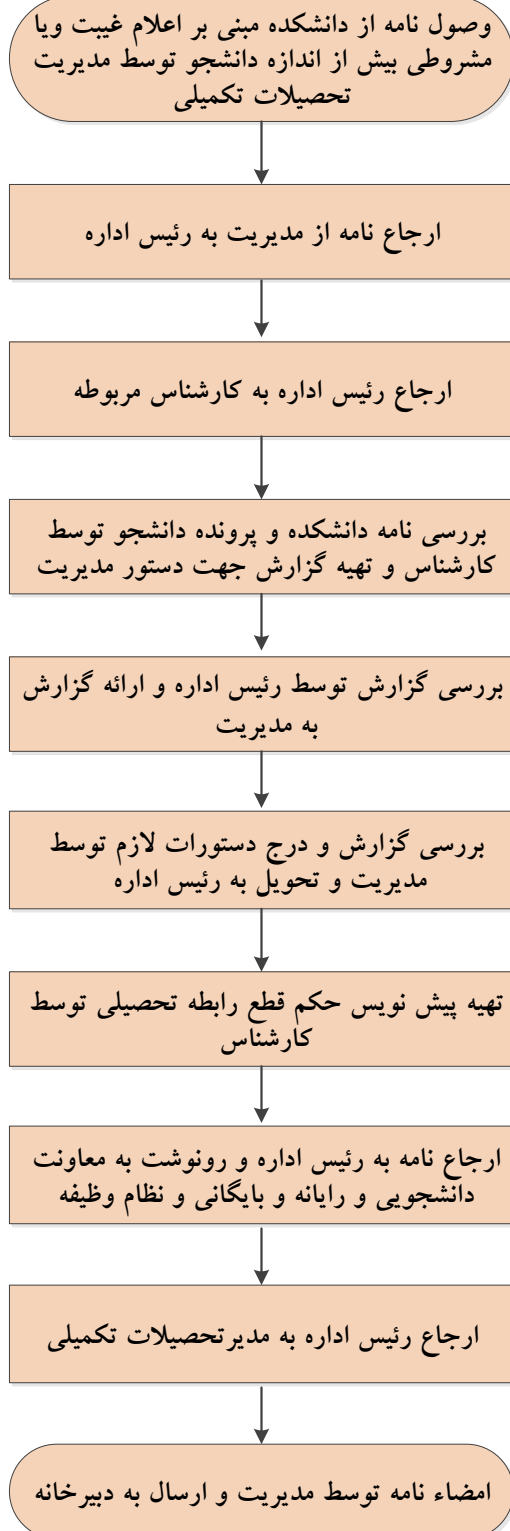 وصول نامه از دانشکده مبنی بر اعلام غیبت ویا
مشروطی بیش از اندازه دانشجو توسط مدیریت
تحصیلات تکمیلی
ارجاع نامه از مدیریت به رئیس اداره
ارجاع رئیس اداره به کارشناس مربوطه
بررسی نامه دانشکده و پرونده دانشجو توسط
کارشناس و تهیه گزارش جهت دستور مدیریت
بررسی گزارش توسط رئیس اداره و ارائه گزارش
به مدیریت
بررسی گزارش و درج دستورات لازم توسط
مدیریت و تحویل به رئیس اداره
تهیه پیش نویس حکم قطع رابطه تحصیلی توسط
کارشناس
ارجاع نامه به رئیس اداره و رونوشت به معاونت
دانشجویی و رایانه و بایگانی و نظام وظیفه
ارجاع رئیس اداره به مدیرتحصیلات تکمیلی
امضاء نامه توسط مدیریت و ارسال به دبیرخانه